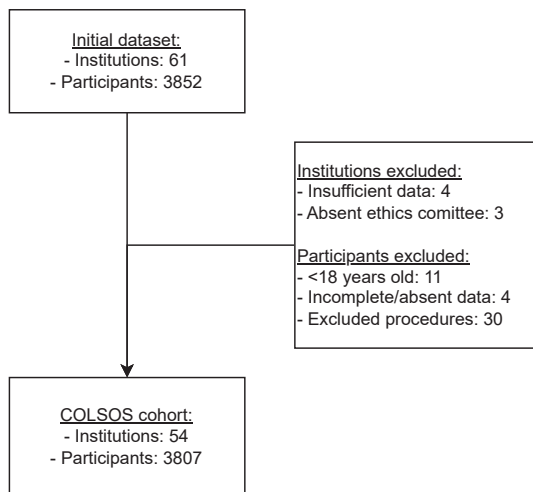 Initial dataset:
- Institutions: 61
- Participants: 3852
Institutions excluded:
- Insufficient data: 4
- Absent ethics comittee: 3
Participants excluded:
- <18 years old: 11
- Incomplete/absent data: 4
- Excluded procedures: 30
COLSOS cohort:
- Institutions: 54
- Participants: 3807